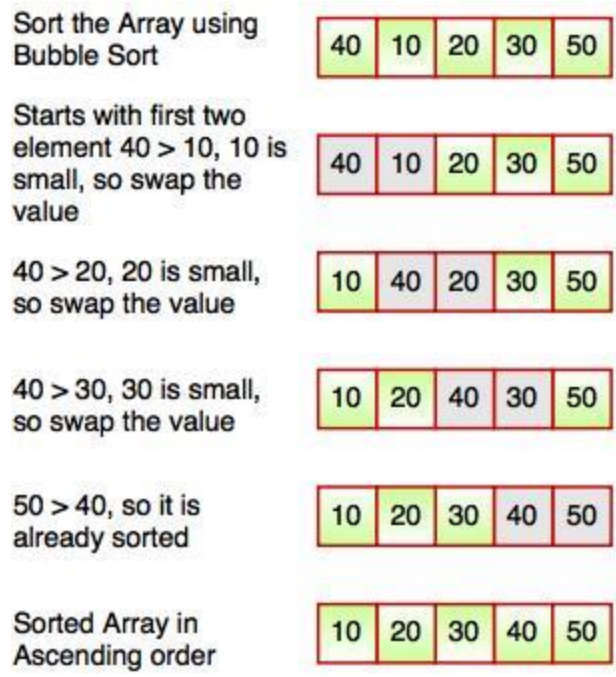 Sort the Array using
Bubble Sort
40 10 20 30 50
Starts with first two
element 40 > 10, 10 is
small, so swap the
value
40 10 20 30 50
40 > 20, 20 is small,
so swap the value
10 40 20 30 50
40 > 30, 30 is small,
so swap the value
10 20 40 30 50
50 > 40, so it is
already sorted
10 20 30 40 50
Sorted Array in
Ascending order
10 20 30 40 50